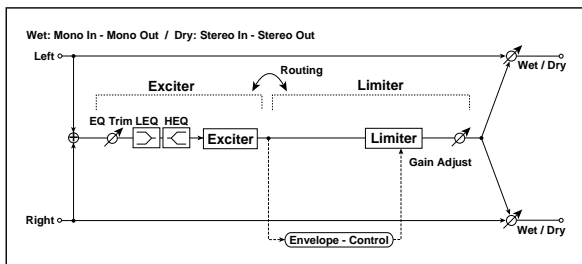 Wet: Mono In - Mono Out / Dry: Stereo In - Stereo Out
Left
Wet / Dry
Routing
Exciter
Limiter
EQ Trim
LEQ
HEQ
Exciter
Limiter
Gain Adjust
Right
Wet / Dry
Envelope - Control